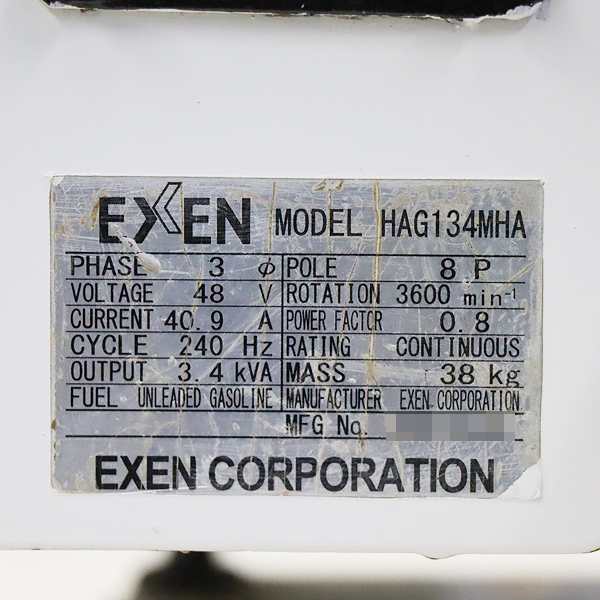 EXEN MODEL HAG134MHA
PHASE 3 φ POLE 8 P
VOLTAGE 48 V ROTATION 3600 min⁻¹
CURRENT 40.9 A POWER FACTOR 0.8
CYCLE 240 Hz RATING CONTINUOUS
OUTPUT 3.4 kVA MASS 38 kg
FUEL UNLEADED GASOLINE MANUFACTURER EXEN CORPORATION
MFG No.
EXEN CORPORATION